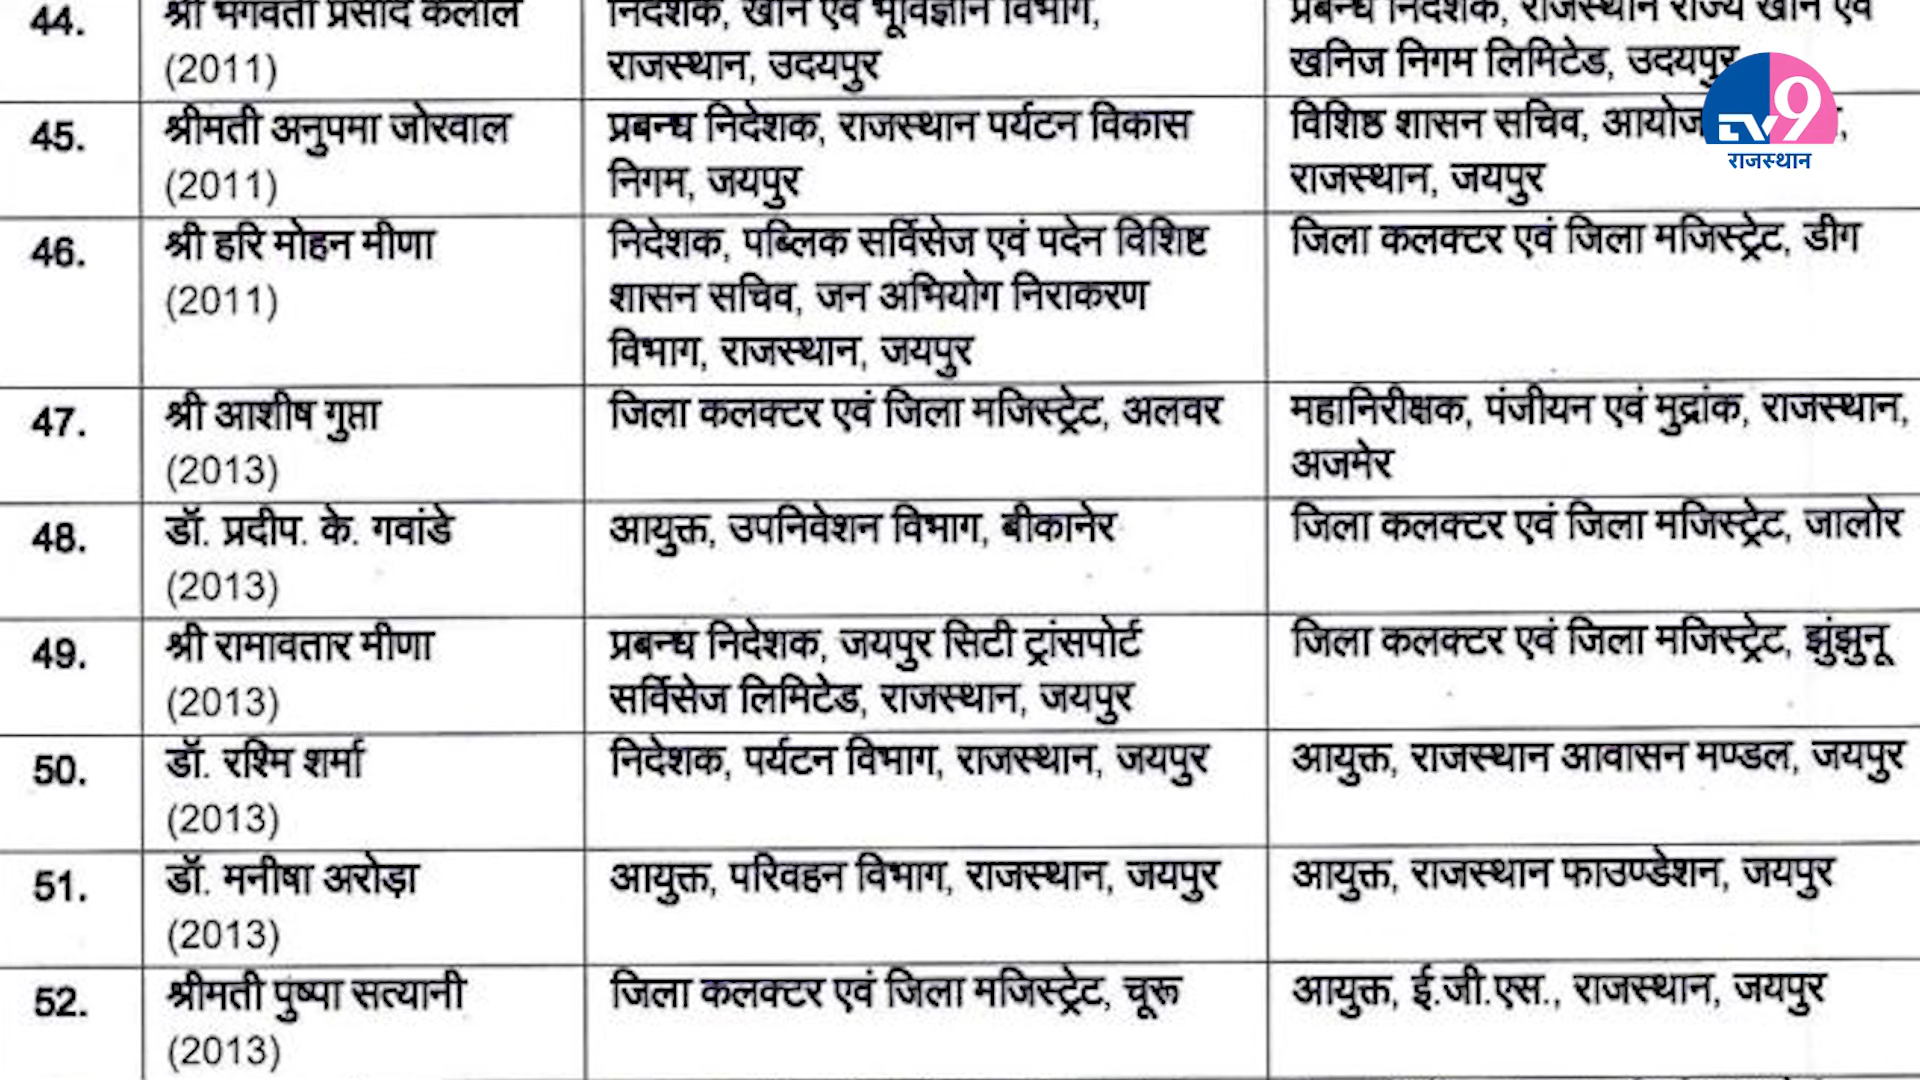 44.
श्री भगवती प्रसाद कलाल
(2011)
निदेशक, खान एवं भूविज्ञान विभाग,
राजस्थान, उदयपुर
प्रबन्ध निदेशक, राजस्थान राज्य खान एवं
खनिज निगम लिमिटेड, उदयपुर
45.
श्रीमती अनुपमा जोरवाल
(2011)
प्रबन्ध निदेशक, राजस्थान पर्यटन विकास
निगम, जयपुर
विशिष्ठ शासन सचिव,
राजस्थान, जयपुर
TV9
राजस्थान
46.
श्री हरि मोहन मीणा
(2011)
निदेशक, पब्लिक सर्विसेज एवं पदेन विशिष्ट
शासन सचिव, जन अभियोग निराकरण
विभाग, राजस्थान, जयपुर
जिला कलक्टर एवं जिला मजिस्ट्रेट, डीग
47.
श्री आशीष गुप्ता
(2013)
जिला कलक्टर एवं जिला मजिस्ट्रेट, अलवर
महानिरीक्षक, पंजीयन एवं मुद्रांक, राजस्थान,
अजमेर
48.
डॉ. प्रदीप. के. गवांडे
(2013)
आयुक्त, उपनिवेशन विभाग, बीकानेर
जिला कलक्टर एवं जिला मजिस्ट्रेट, जालोर
49.
श्री रामावतार मीणा
(2013)
प्रबन्ध निदेशक, जयपुर सिटी ट्रांसपोर्ट
सर्विसेज लिमिटेड, राजस्थान, जयपुर
जिला कलक्टर एवं जिला मजिस्ट्रेट, झुंझुनू
50.
डॉ. रश्मि शर्मा
(2013)
निदेशक, पर्यटन विभाग, राजस्थान, जयपुर
आयुक्त, राजस्थान आवासन मण्डल, जयपुर
51.
डॉ. मनीषा अरोड़ा
(2013)
आयुक्त, परिवहन विभाग, राजस्थान, जयपुर
आयुक्त, राजस्थान फाउण्डेशन, जयपुर
52.
श्रीमती पुष्पा सत्यानी
(2013)
जिला कलक्टर एवं जिला मजिस्ट्रेट, चूरू
आयुक्त, ई.जी.एस., राजस्थान, जयपुर